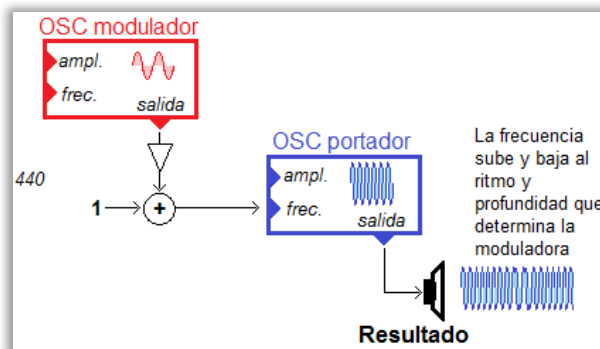 OSC modulador
ampl.
frec.
salida
440
1
+
OSC portador
ampl.
frec.
salida
La frecuencia
sube y baja al
ritmo y
profundidad que
determina la
moduladora
Resultado